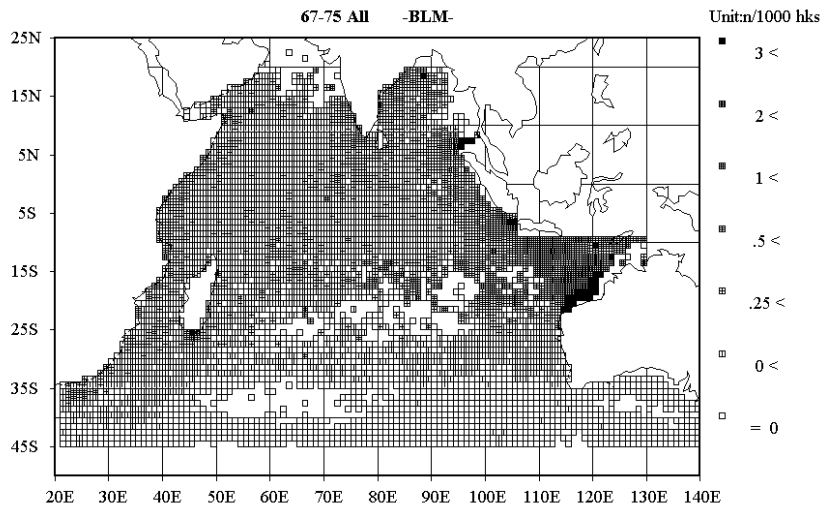 67-75 All -BLM-
Unit:n/1000 hks
3 <
2 <
1 <
.5 <
.25 <
0 <
= 0
25N
15N
5N
5S
15S
25S
35S
45S
20E 30E 40E 50E 60E 70E 80E 90E 100E 110E 120E 130E 140E